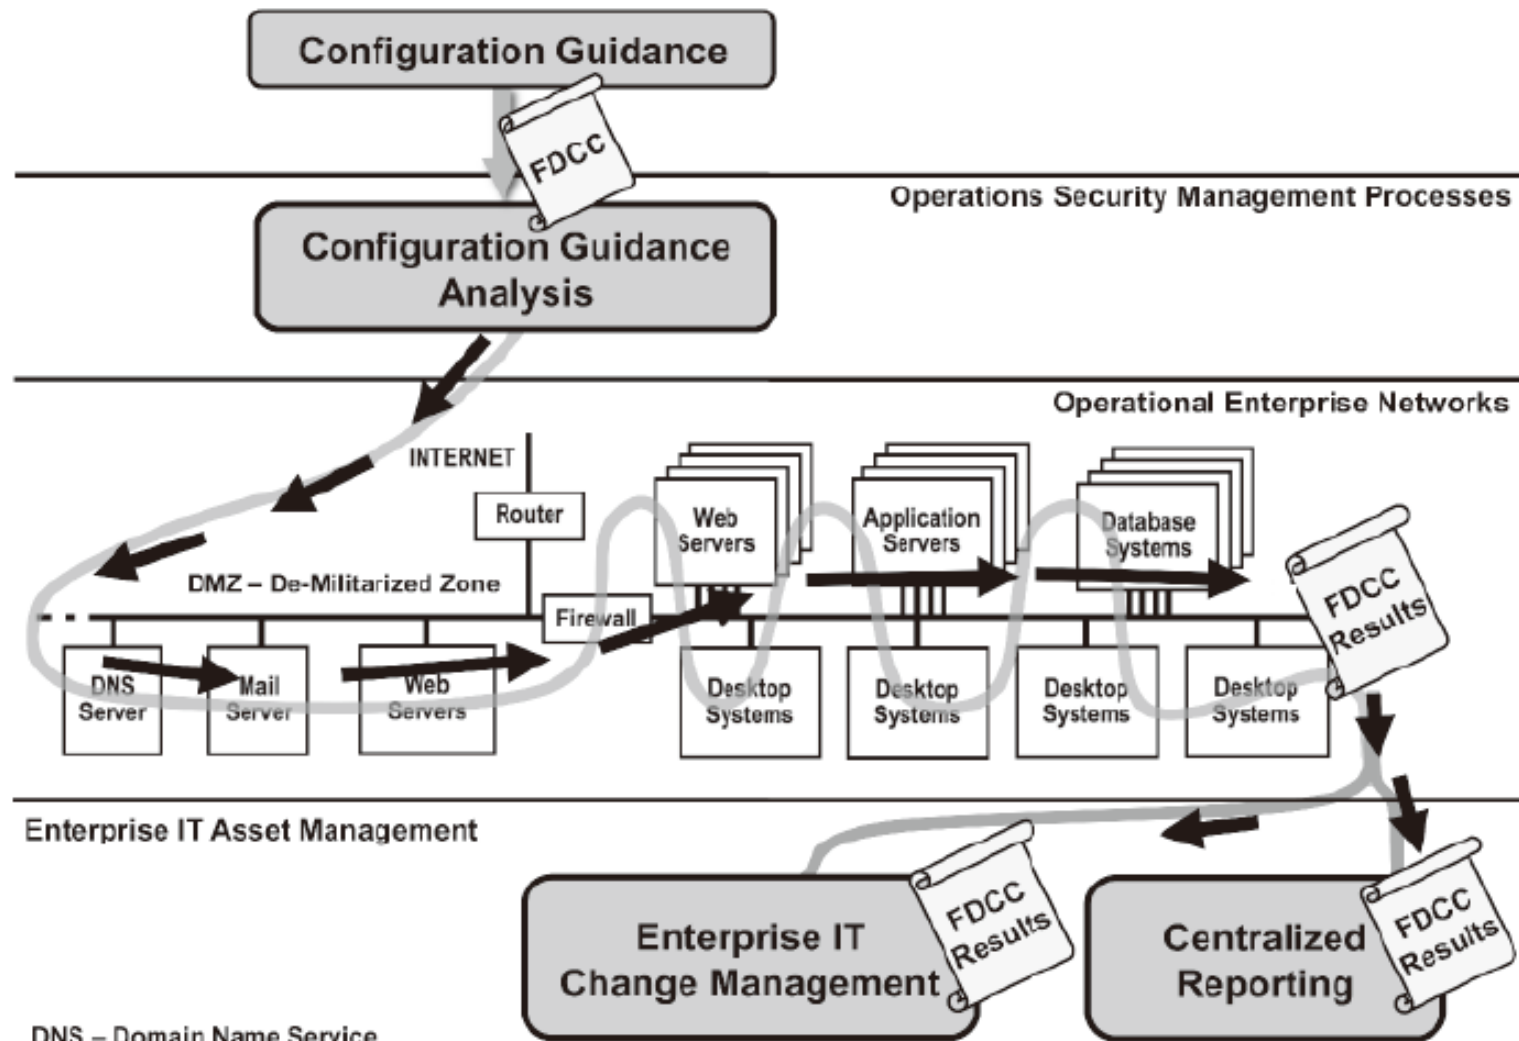 Configuration Guidance
FDCC
Operations Security Management Processes
Configuration Guidance
Analysis
Operational Enterprise Networks
INTERNET
Router
Web
Servers
Application
Servers
Database
Systems
DMZ – De-Militarized Zone
Firewall
FDCC
Results
DNS
Server
Mail
Server
Web
Servers
Desktop
Systems
Desktop
Systems
Desktop
Systems
Desktop
Systems
Enterprise IT Asset Management
Enterprise IT
Change Management
FDCC
Results
Centralized
Reporting
FDCC
Results
DNS – Domain Name Service